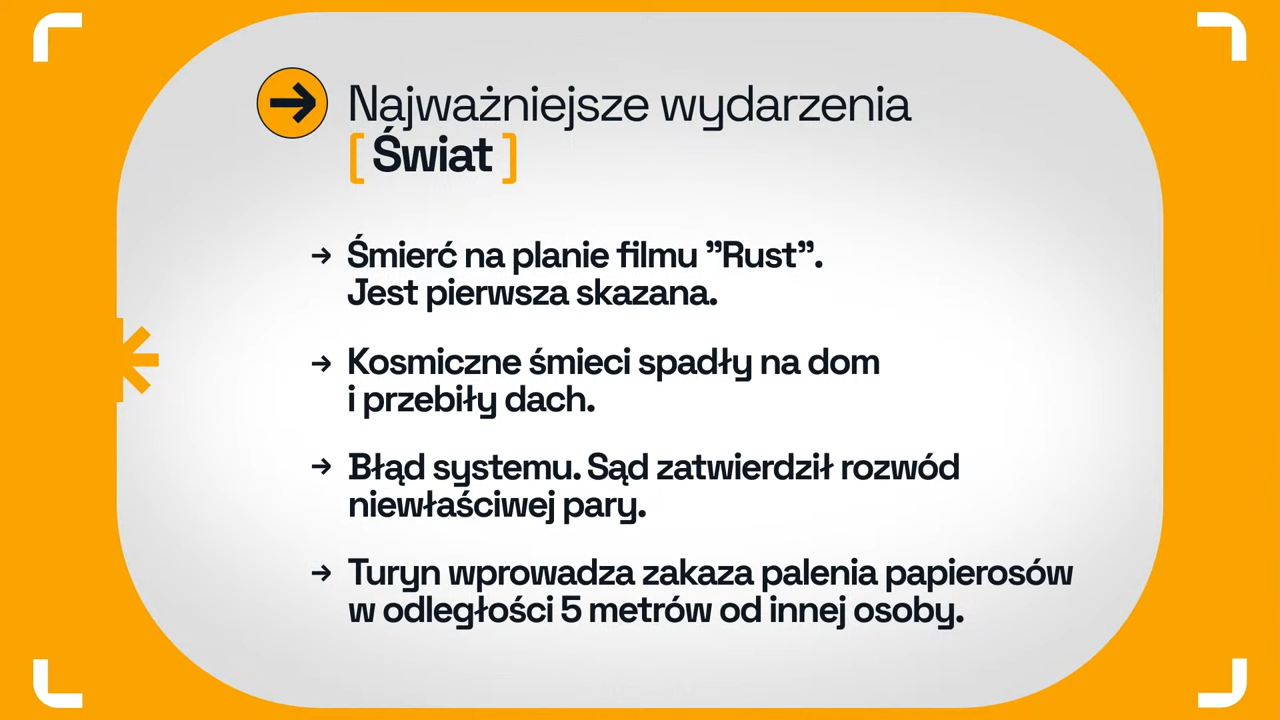 Najważniejsze wydarzenia
[ Świat ]
→ Śmierć na planie filmu ”Rust”.
Jest pierwsza skazana.
→ Kosmiczne śmieci spadły na dom
i przebiły dach.
→ Błąd systemu. Sąd zatwierdził rozwód
niewłaściwej pary.
→ Turyn wprowadza zakaza palenia papierosów
w odległości 5 metrów od innej osoby.